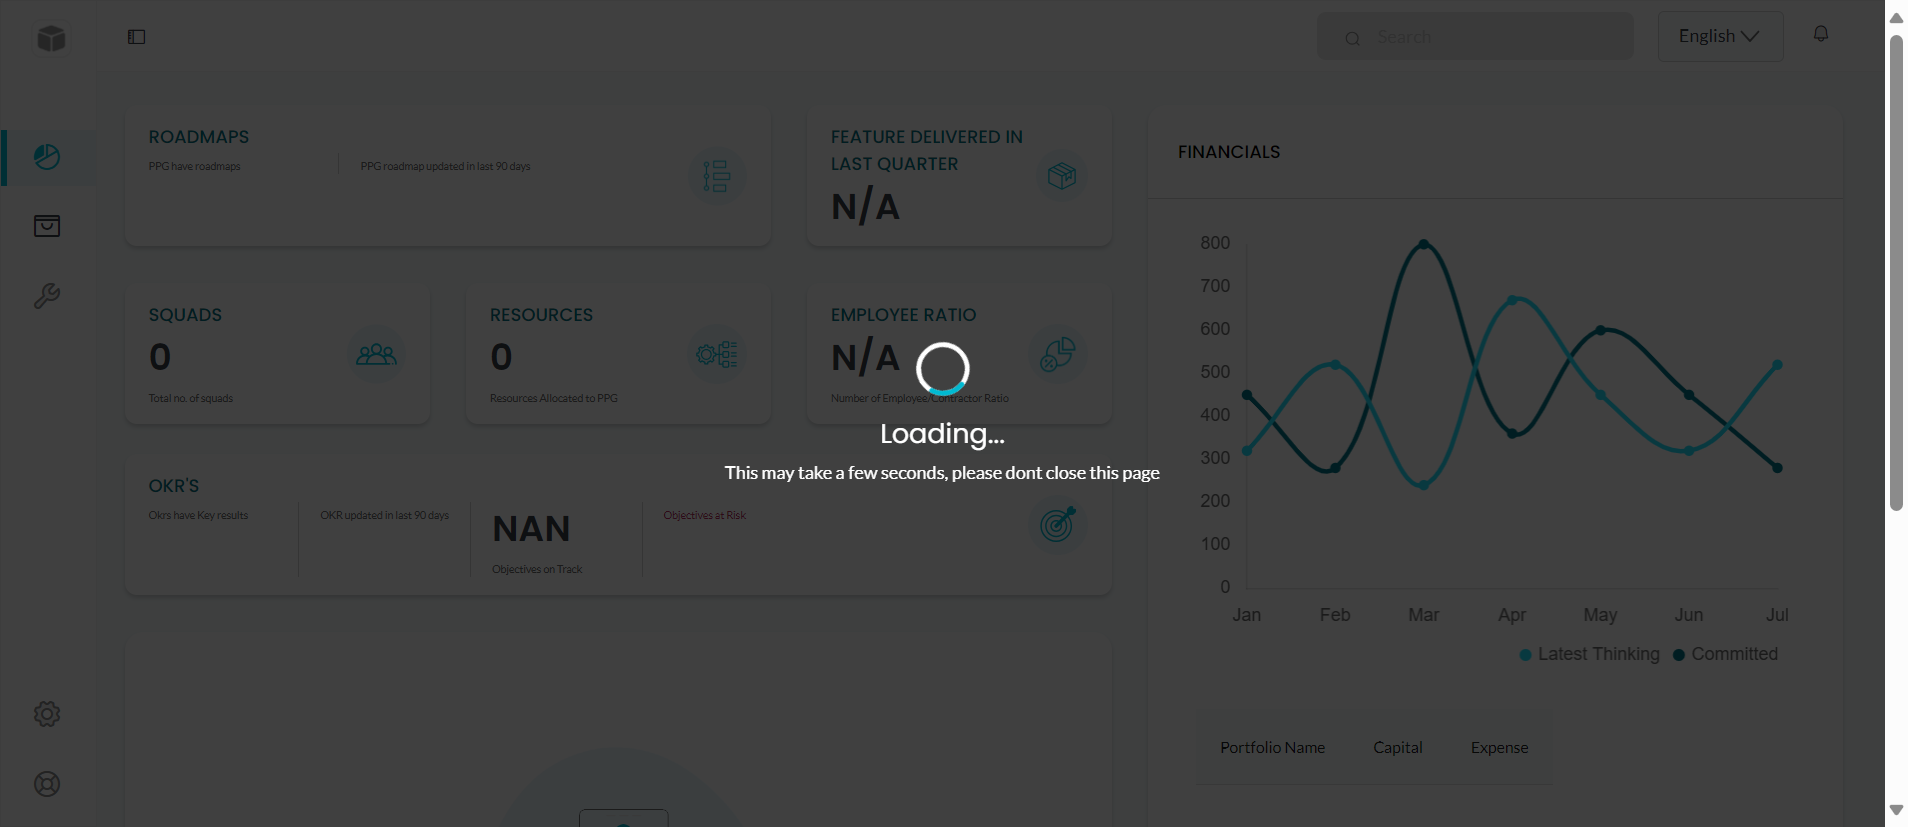 Search
English
ROADMAPS
PPG have roadmaps
PPG roadmap updated in last 90 days
FEATURE DELIVERED IN
LAST QUARTER
N/A
SQUADS
0
Total no. of squads
RESOURCES
0
Resources Allocated to PPG
EMPLOYEE RATIO
N/A
Number of Employee/Contractor Ratio
Loading...
This may take a few seconds, please dont close this page
OKR'S
Okrs have Key results
OKR updated in last 90 days
NAN
Objectives on Track
Objectives at Risk
FINANCIALS
800
700
600
500
400
300
200
100
0
Jan Feb Mar Apr May Jun Jul
Latest Thinking Committed
Portfolio Name Capital Expense